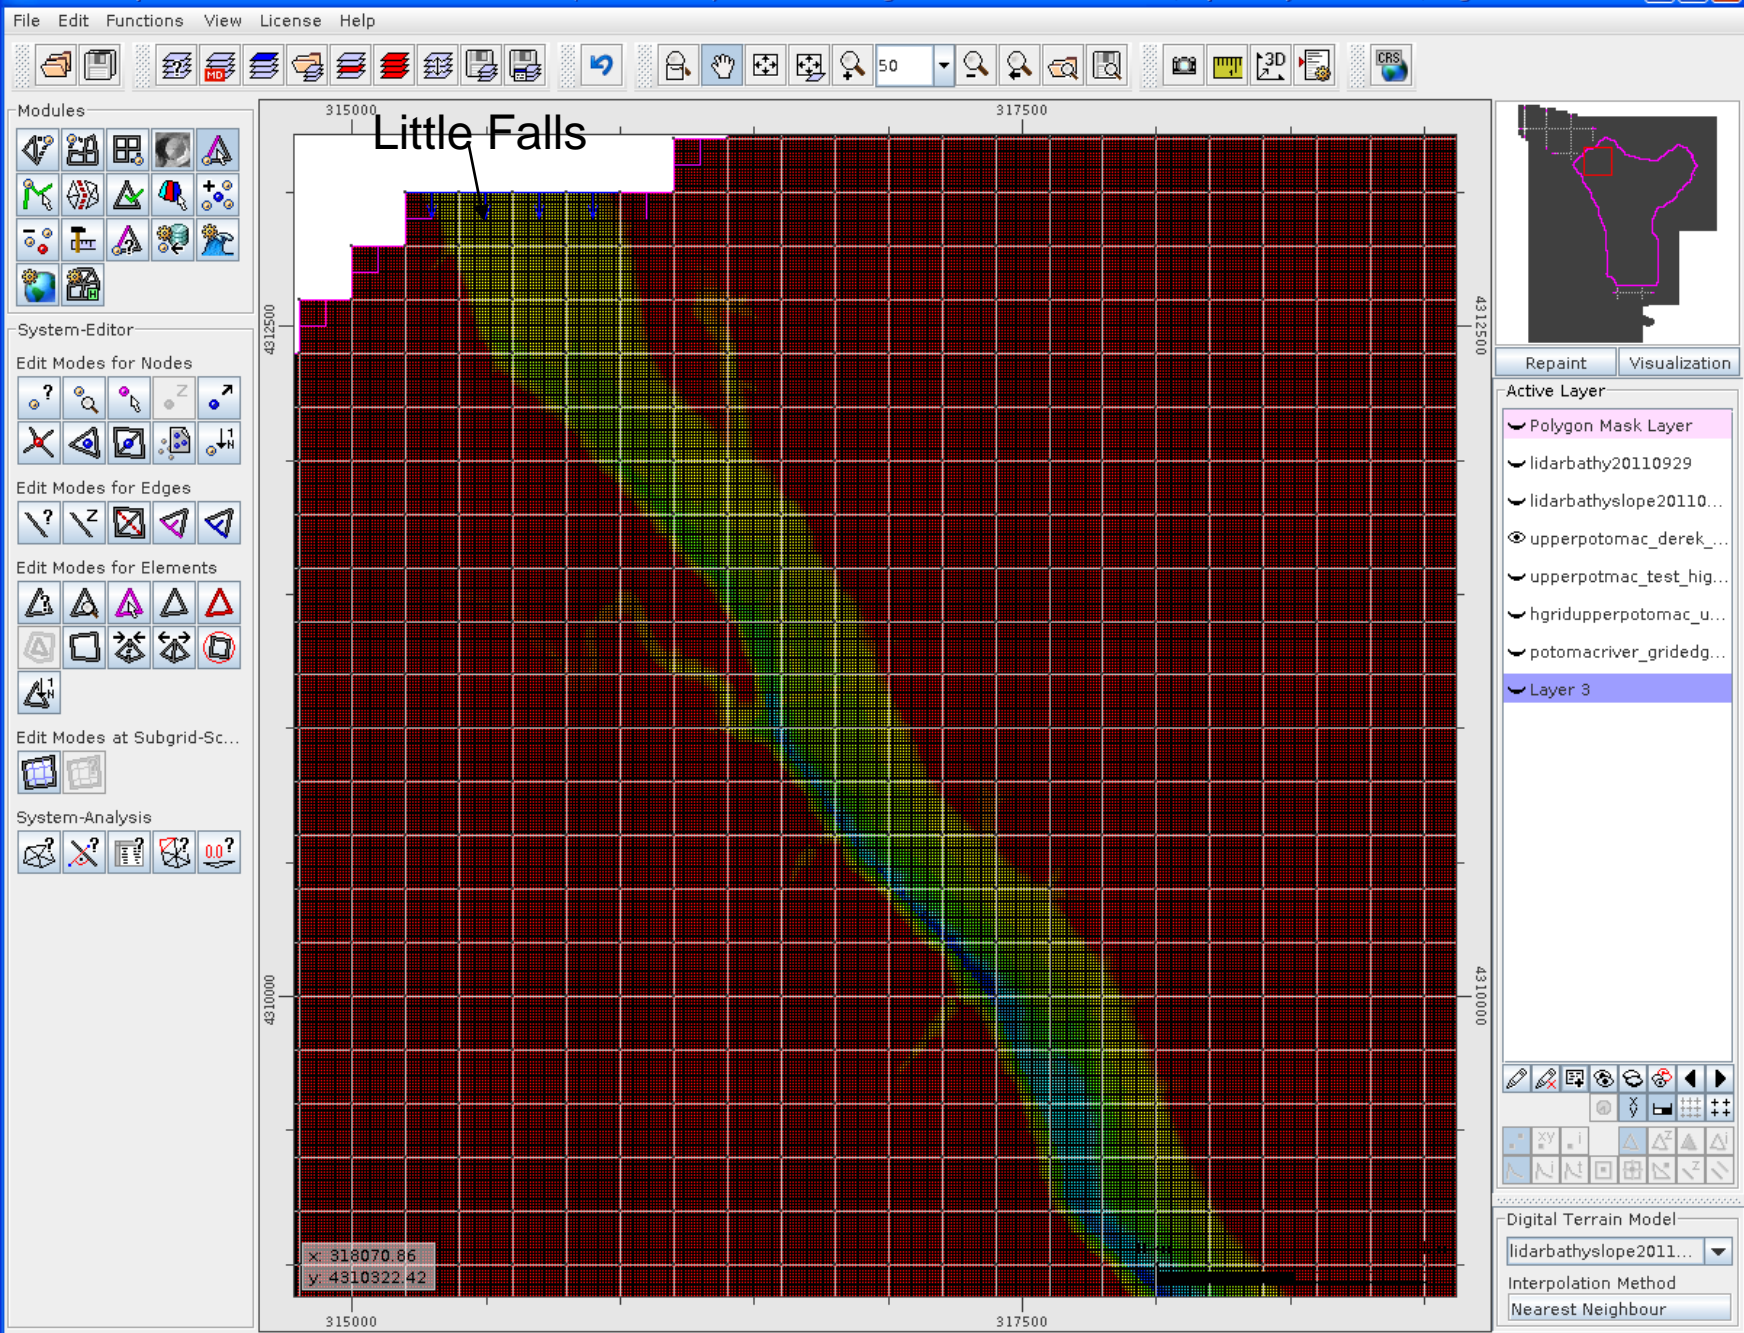 File Edit Functions View License Help
50
Modules
System-Editor
Edit Modes for Nodes
Edit Modes for Edges
Edit Modes for Elements
Edit Modes at Subgrid-Sc...
System-Analysis
315000
317500
Little Falls
4312500
4312500
4310000
4310000
x: 318070.86
y: 4310322.42
315000
317500
Repaint
Visualization
Active Layer
Polygon Mask Layer
lidarbathy20110929
lidarbathyslope20110...
upperpotomac_derek_...
upperpotmac_test_hig...
hgridupperpotomac_u...
potomacriver_gridedg...
Layer 3
Digital Terrain Model
lidarbathyslope2011...
Interpolation Method
Nearest Neighbour